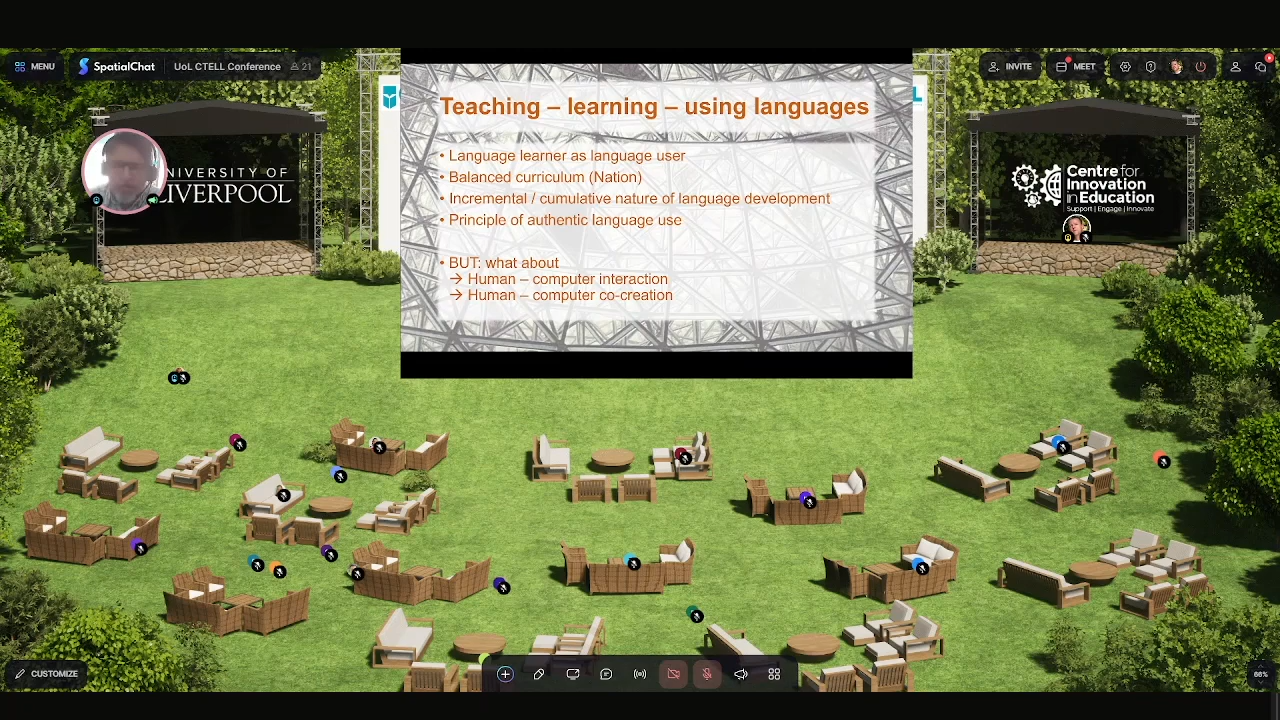 MENU
SpatialChat
UoL CTELL Conference
21
INVITE
MEET
Teaching – learning – using languages
• Language learner as language user
• Balanced curriculum (Nation)
• Incremental / cumulative nature of language development
• Principle of authentic language use
• BUT: what about
→ Human – computer interaction
→ Human – computer co-creation
NIVERSITY OF
LIVERPOOL
Centre for
Innovation
in Education
Support | Engage | Innovate
L
CUSTOMIZE
66%